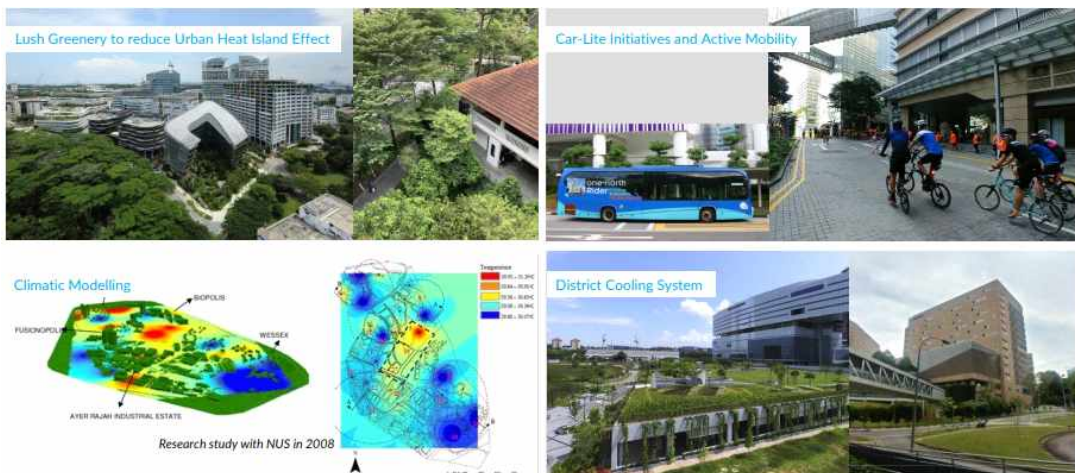 Lush Greenery to reduce Urban Heat Island Effect
Car-Lite Initiatives and Active Mobility
one-north
Rider
Climatic Modelling
BIOPOLIS
FUSIONOPOLIS
WESSEX
AYER RAJAH INDUSTRIAL ESTATE
Research study with NUS in 2008
Temperature
N
District Cooling System